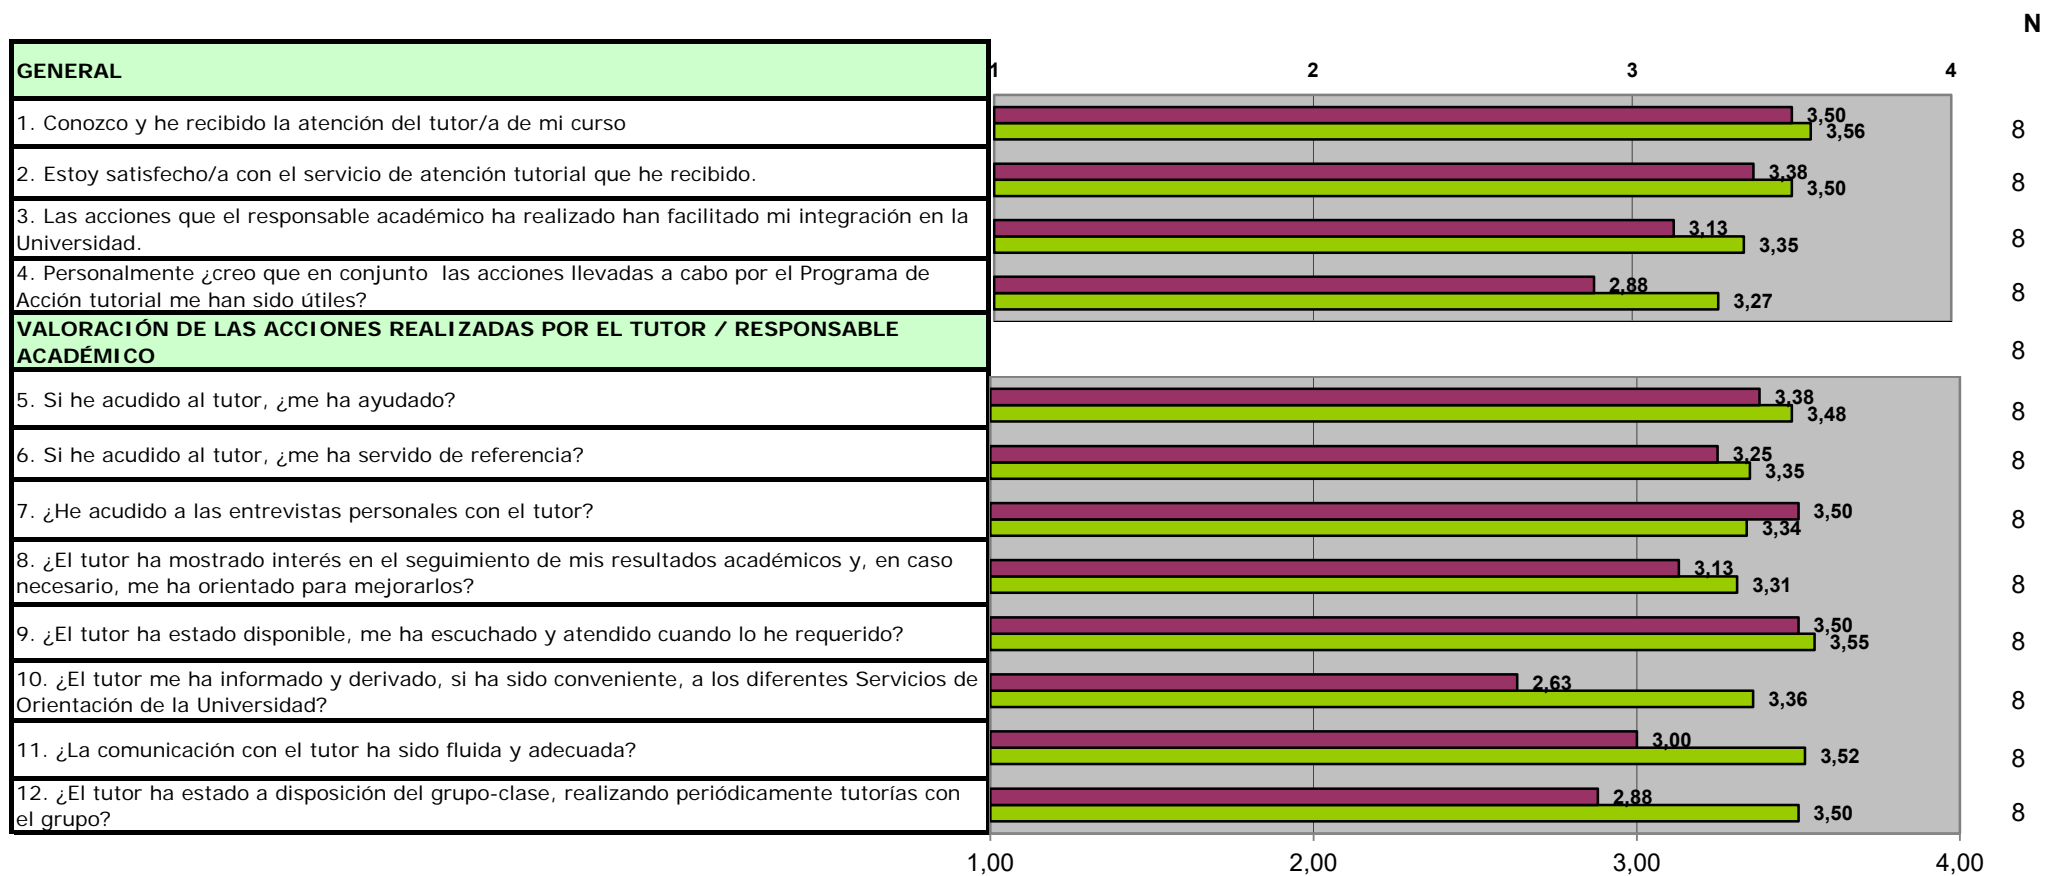 N
GENERAL
1 2 3 4
1. Conozco y he recibido la atención del tutor/a de mi curso
3,50
3,56
8
2. Estoy satisfecho/a con el servicio de atención tutorial que he recibido.
3,38
3,50
8
3. Las acciones que el responsable académico ha realizado han facilitado mi integración en la
Universidad.
3,13
3,35
8
4. Personalmente ¿creo que en conjunto  las acciones llevadas a cabo por el Programa de
Acción tutorial me han sido útiles?
2,88
3,27
8
VALORACIÓN DE LAS ACCIONES REALIZADAS POR EL TUTOR / RESPONSABLE
ACADÉMICO
8
5. Si he acudido al tutor, ¿me ha ayudado?
3,38
3,48
8
6. Si he acudido al tutor, ¿me ha servido de referencia?
3,25
3,35
8
7. ¿He acudido a las entrevistas personales con el tutor?
3,50
3,34
8
8. ¿El tutor ha mostrado interés en el seguimiento de mis resultados académicos y, en caso
necesario, me ha orientado para mejorarlos?
3,13
3,31
8
9. ¿El tutor ha estado disponible, me ha escuchado y atendido cuando lo he requerido?
3,50
3,55
8
10. ¿El tutor me ha informado y derivado, si ha sido conveniente, a los diferentes Servicios de
Orientación de la Universidad?
2,63
3,36
8
11. ¿La comunicación con el tutor ha sido fluida y adecuada?
3,00
3,52
8
12. ¿El tutor ha estado a disposición del grupo-clase, realizando periódicamente tutorías con
el grupo?
2,88
3,50
8
1,00 2,00 3,00 4,00